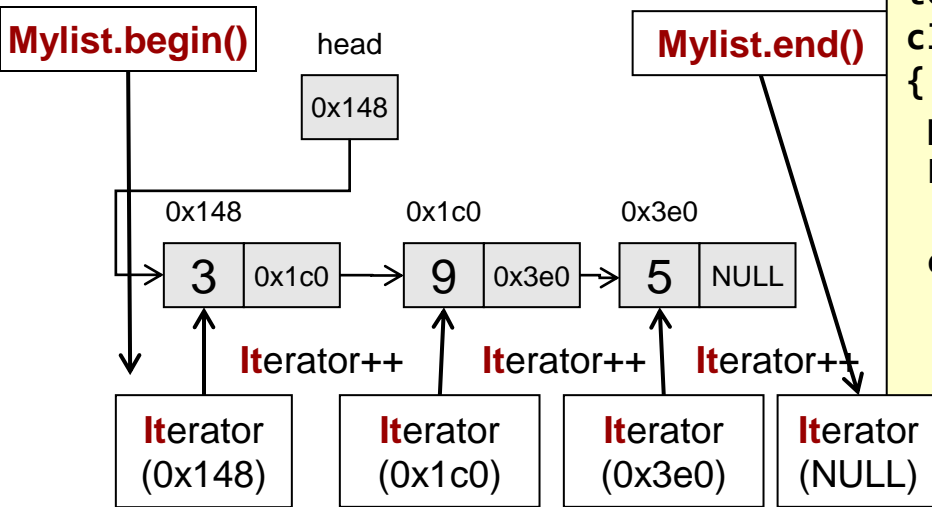 Mylist.begin()
head
Mylist.end()
{
0x148
0x148
0x1c0
0x3e0
3 0x1c0
9 0x3e0
5 NULL
Iterator++
Iterator++
Iterator++
Iterator
(0x148)
Iterator
(0x1c0)
Iterator
(0x3e0)
Iterator
(NULL)